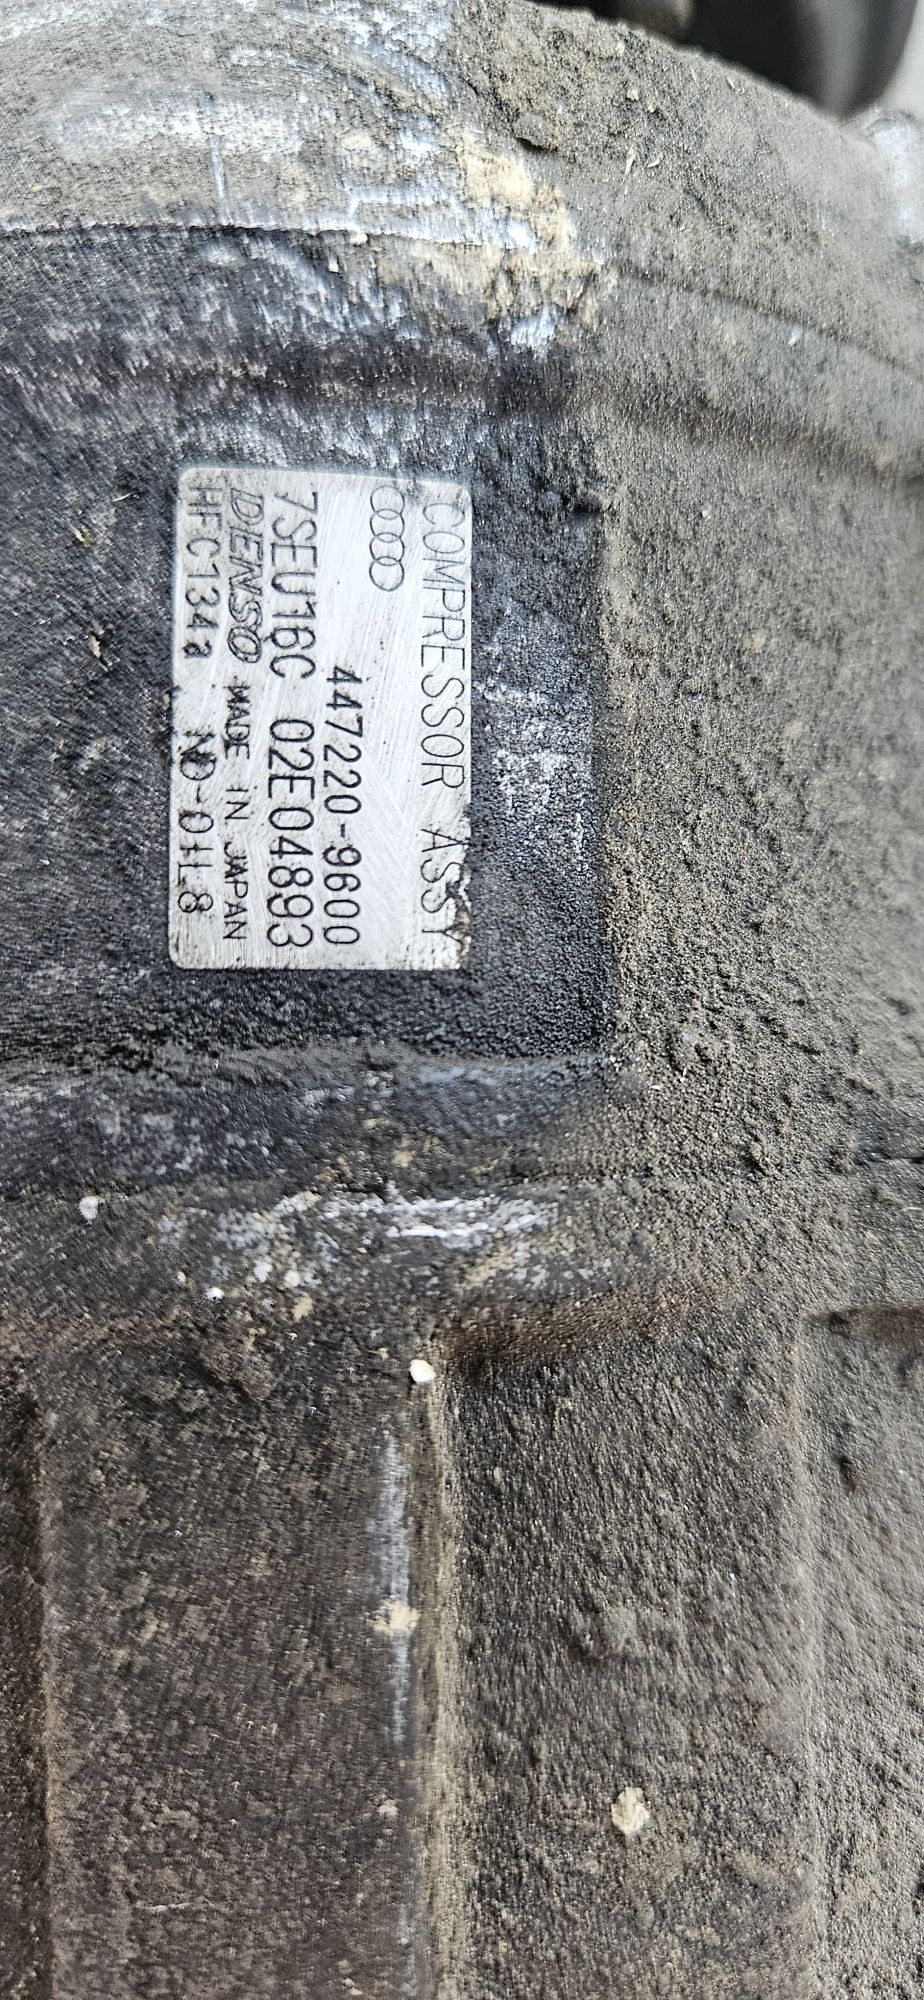 COMPRESSOR ASSY
447220-9600
7SEU16C 02E04893
DENSO MADE IN JAPAN
HFC134a ND-OIL8